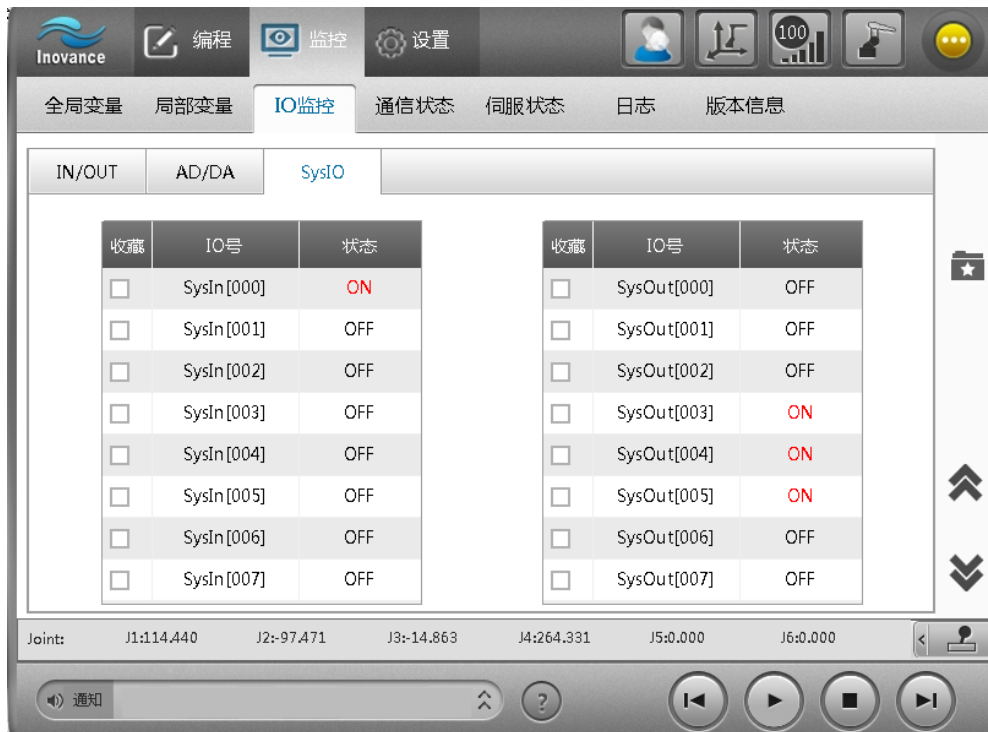 Inovance 编程 监控 设置 100
全局变量 局部变量 IO监控 通信状态 伺服状态 日志 版本信息
IN/OUT AD/DA SysIO
收藏 IO号 状态 收藏 IO号 状态
SysIn[000] ON SysOut[000] OFF
SysIn[001] OFF SysOut[001] OFF
SysIn[002] OFF SysOut[002] OFF
SysIn[003] OFF SysOut[003] ON
SysIn[004] OFF SysOut[004] ON
SysIn[005] OFF SysOut[005] ON
SysIn[006] OFF SysOut[006] OFF
SysIn[007] OFF SysOut[007] OFF
Joint: J1:114.440 J2:-97.471 J3:-14.863 J4:264.331 J5:0.000 J6:0.000
通知 ?